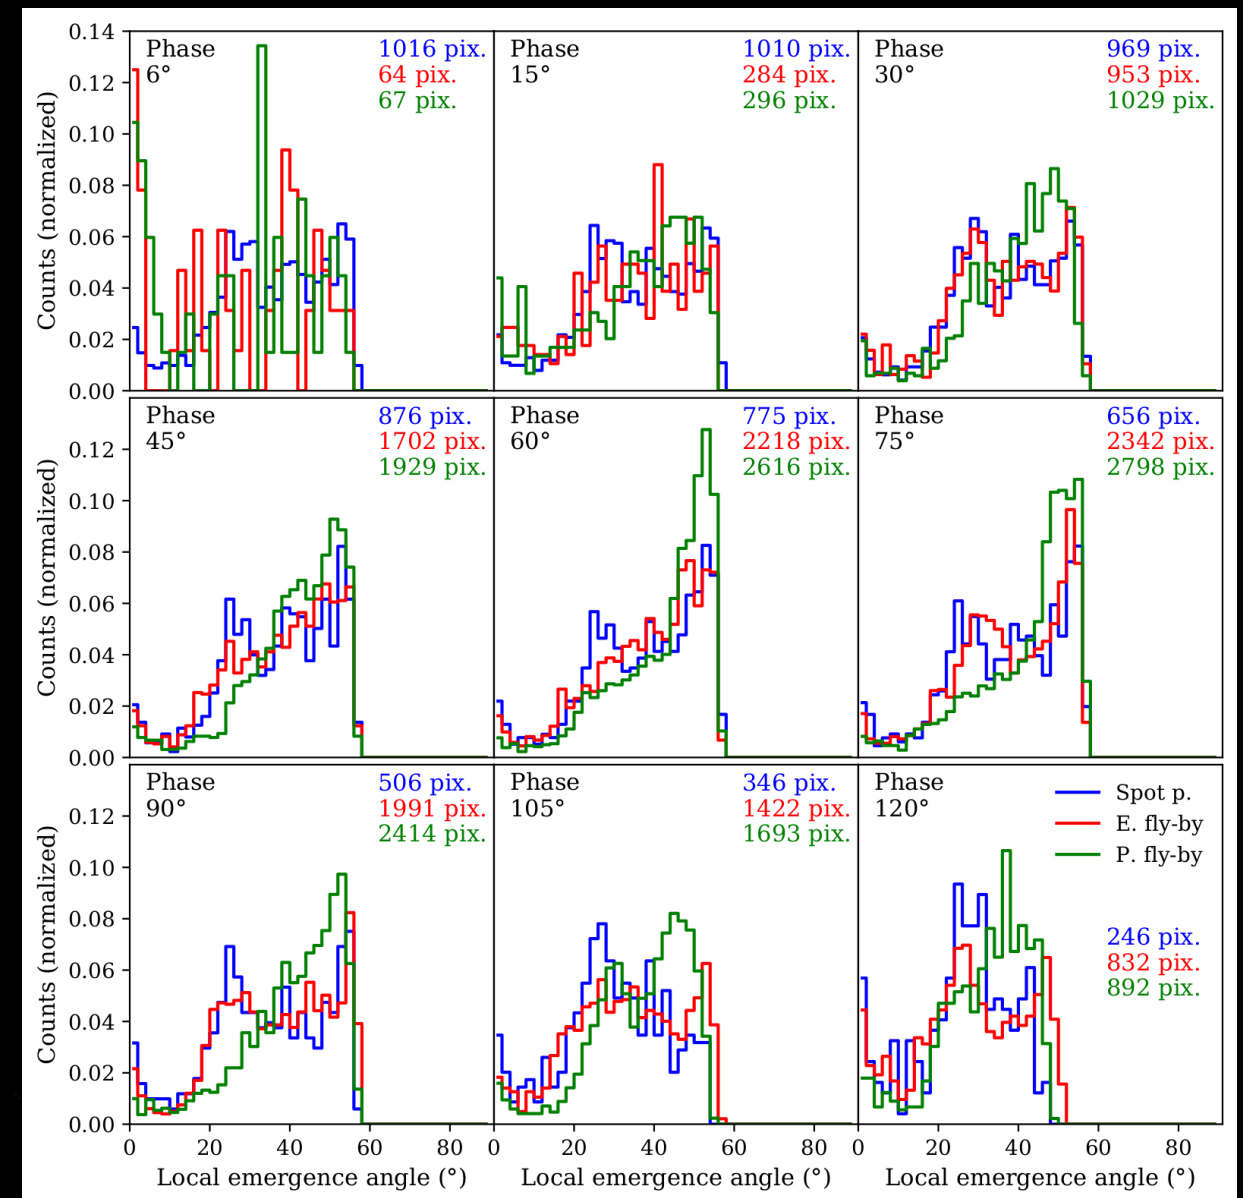 Counts (normalized)
0.14
0.12
0.10
0.08
0.06
0.04
0.02
0.00
Phase
6°
1016 pix.
64 pix.
67 pix.
Phase
15°
1010 pix.
284 pix.
296 pix.
Phase
30°
969 pix.
953 pix.
1029 pix.
Counts (normalized)
0.12
0.10
0.08
0.06
0.04
0.02
0.00
Phase
45°
876 pix.
1702 pix.
1929 pix.
Phase
60°
775 pix.
2218 pix.
2616 pix.
Phase
75°
656 pix.
2342 pix.
2798 pix.
Counts (normalized)
0.12
0.10
0.08
0.06
0.04
0.02
0.00
Phase
90°
506 pix.
1991 pix.
2414 pix.
Phase
105°
346 pix.
1422 pix.
1693 pix.
Phase
120°
Spot p.
E. fly-by
P. fly-by
246 pix.
832 pix.
892 pix.
0 20 40 60 80
0 20 40 60 80
0 20 40 60 80
Local emergence angle (°)
Local emergence angle (°)
Local emergence angle (°)